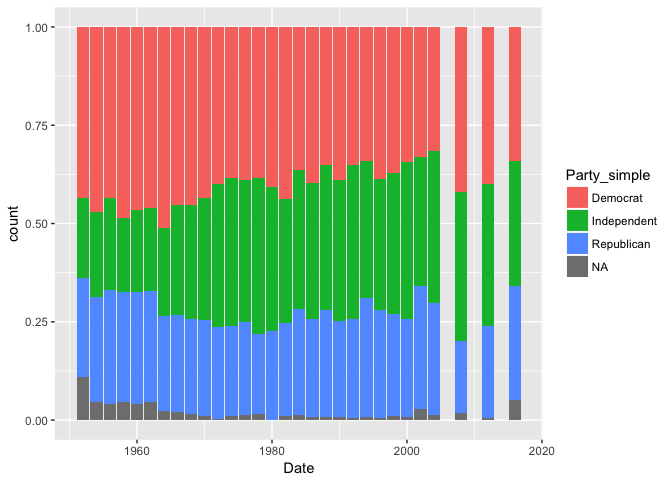 1.00
0.75
0.50
0.25
0.00
count
1960
1980
2000
2020
Date
Party_simple
Democrat
Independent
Republican
NA